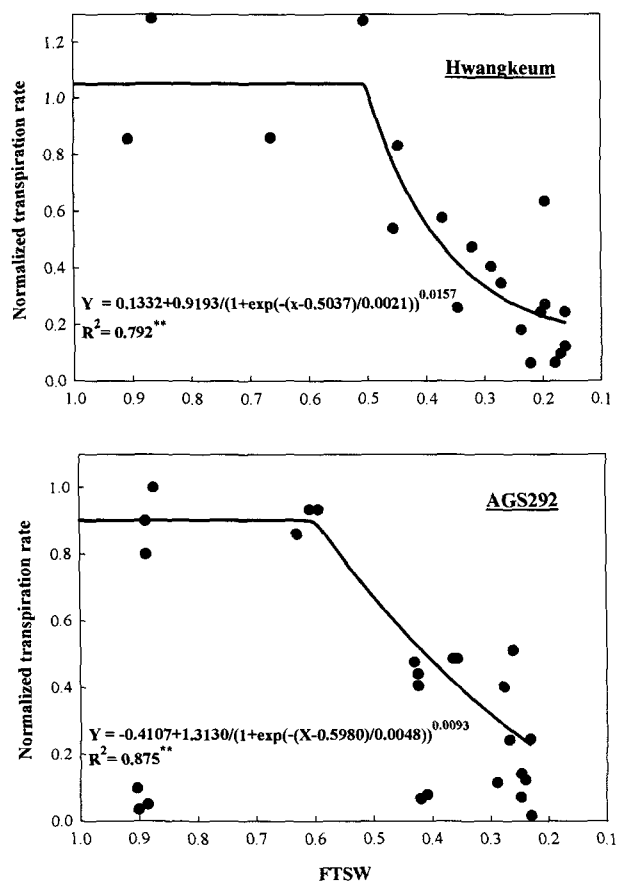 Hwangkeum
Normalized transpiration rate
1.2
1.0
0.8
0.6
0.4
0.2
0.0
Y = 0.1332+0.9193/(1+exp(-(x-0.5037)/0.0021))^0.0157
R² = 0.792**
1.0 0.9 0.8 0.7 0.6 0.5 0.4 0.3 0.2 0.1
AGS292
Normalized transpiration rate
1.0
0.8
0.6
0.4
0.2
0.0
Y = -0.4107+1.3130/(1+exp(-(X-0.5980)/0.0048))^0.0093
R²= 0.875**
1.0 0.9 0.8 0.7 0.6 0.5 0.4 0.3 0.2 0.1
FTSW